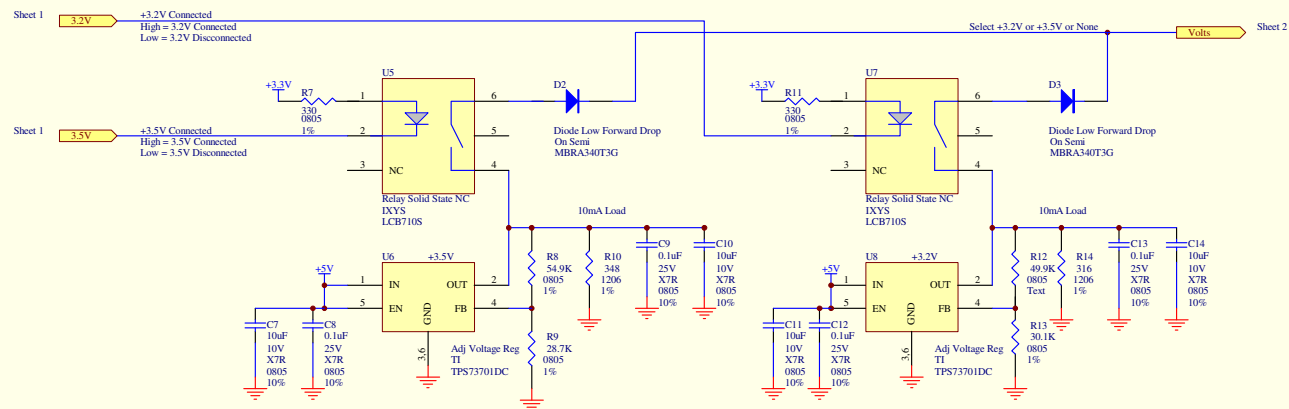 Sheet 1
3.2V
+3.2V Connected
High = 3.2V Connected
Low = 3.2V Disconnected
Select +3.2V or +3.5V or None
Volts
Sheet 2
Sheet 1
3.5V
+3.5V Connected
High = 3.5V Connected
Low = 3.5V Disconnected
+3.3V
R7
330
0805
1%
U5
1
2
3
NC
6
5
4
Relay Solid State NC
IXYS
LCB710S
D2
Diode Low Forward Drop
On Semi
MBRA340T3G
+3.3V
R11
330
0805
1%
U7
1
2
3
NC
6
5
4
Relay Solid State NC
IXYS
LCB710S
D3
Diode Low Forward Drop
On Semi
MBRA340T3G
10mA Load
+5V
C7
10uF
10V
X7R
0805
10%
C8
0.1uF
25V
X7R
0805
10%
U6
+3.5V
1
IN
OUT
2
5
EN
FB
4
GND
3,6
Adj Voltage Reg
TI
TPS73701DC
R8
54.9K
0805
1%
R9
28.7K
0805
1%
R10
348
1206
1%
C9
0.1uF
25V
X7R
0805
10%
C10
10uF
10V
X7R
0805
10%
10mA Load
+5V
C11
10uF
10V
X7R
0805
10%
C12
0.1uF
25V
X7R
0805
10%
U8
+3.2V
1
IN
OUT
2
5
EN
FB
4
GND
3,6
Adj Voltage Reg
TI
TPS73701DC
R12
49.9K
0805
Text
R13
30.1K
0805
1%
R14
316
1206
1%
C13
0.1uF
25V
X7R
0805
10%
C14
10uF
10V
X7R
0805
10%